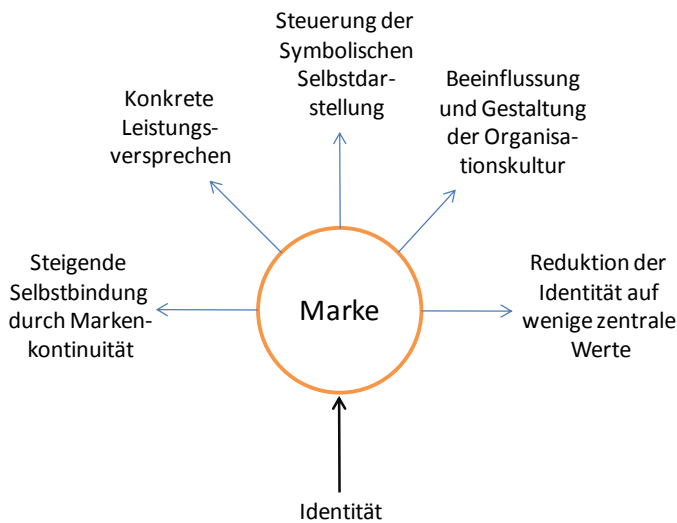 Steuerung der
Symbolischen
Selbstdar-
stellung
Konkrete
Leistungs-
versprechen
Beeinflussung
und Gestaltung
der Organisa-
tionskultur
Steigende
Selbstbindung
durch Marken-
kontinuität
Marke
Reduktion der
Identität auf
wenige zentrale
Werte
Identität